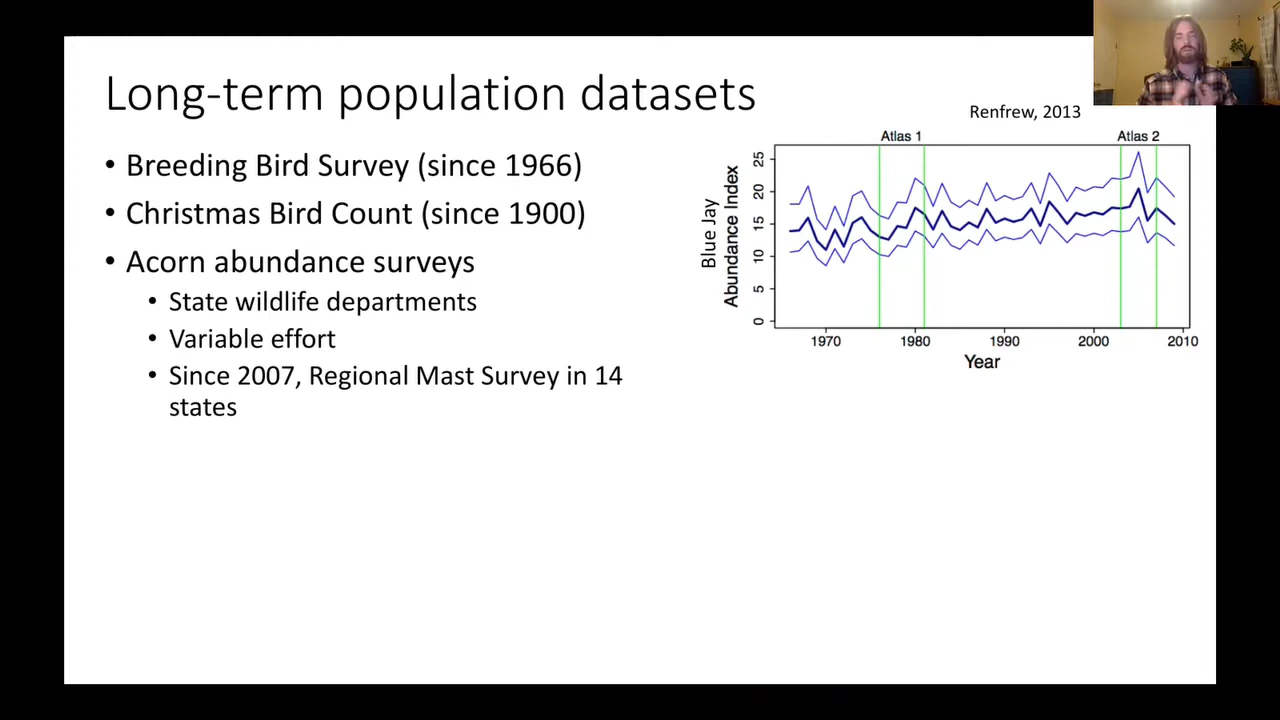 Long-term population datasets
• Breeding Bird Survey (since 1966)
• Christmas Bird Count (since 1900)
• Acorn abundance surveys
• State wildlife departments
• Variable effort
• Since 2007, Regional Mast Survey in 14
states
Renfrew, 2013
Atlas 1
Atlas 2
Blue Jay
Abundance Index
25
20
15
10
5
0
1970
1980
1990
2000
2010
Year